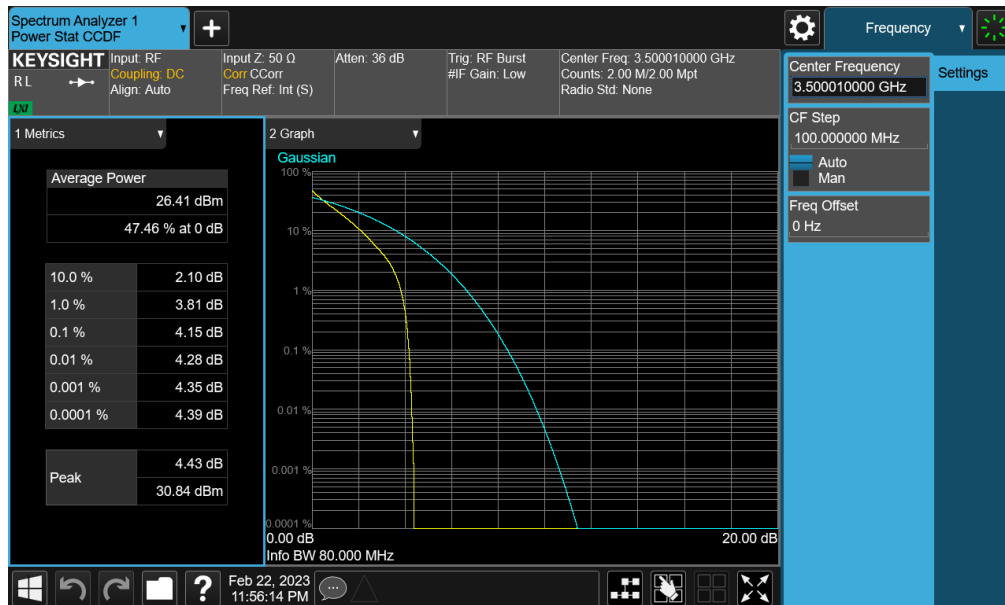 Spectrum Analyzer 1
Power Stat CCDF
Frequency
KEYSIGHT
R L
LXI
Input: RF
Coupling: DC
Align: Auto
Input Z: 50 Ω
Corr CCorr
Freq Ref: Int (S)
Atten: 36 dB
Trig: RF Burst
#IF Gain: Low
Center Freq: 3.500010000 GHz
Counts: 2.00 M/2.00 Mpt
Radio Std: None
Center Frequency
3.500010000 GHz
Settings
CF Step
100.000000 MHz
Auto
Man
Freq Offset
0 Hz
1 Metrics
Average Power
26.41 dBm
47.46 % at 0 dB
10.0 % 2.10 dB
1.0 % 3.81 dB
0.1 % 4.15 dB
0.01 % 4.28 dB
0.001 % 4.35 dB
0.0001 % 4.39 dB
Peak
4.43 dB
30.84 dBm
2 Graph
Gaussian
100 %
10 %
1 %
0.1 %
0.01 %
0.001 %
0.0001 %
0.00 dB 20.00 dB
Info BW 80.000 MHz
?
Feb 22, 2023
11:56:14 PM